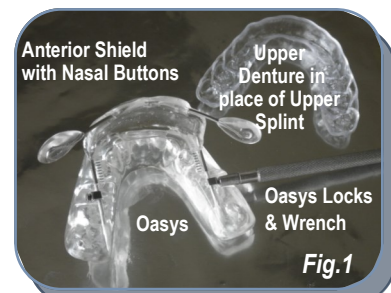 Anterior Shield
with Nasal Buttons
Upper
Denture in
place of Upper
Splint
Oasys
Oasys Locks
& Wrench
Fig.1